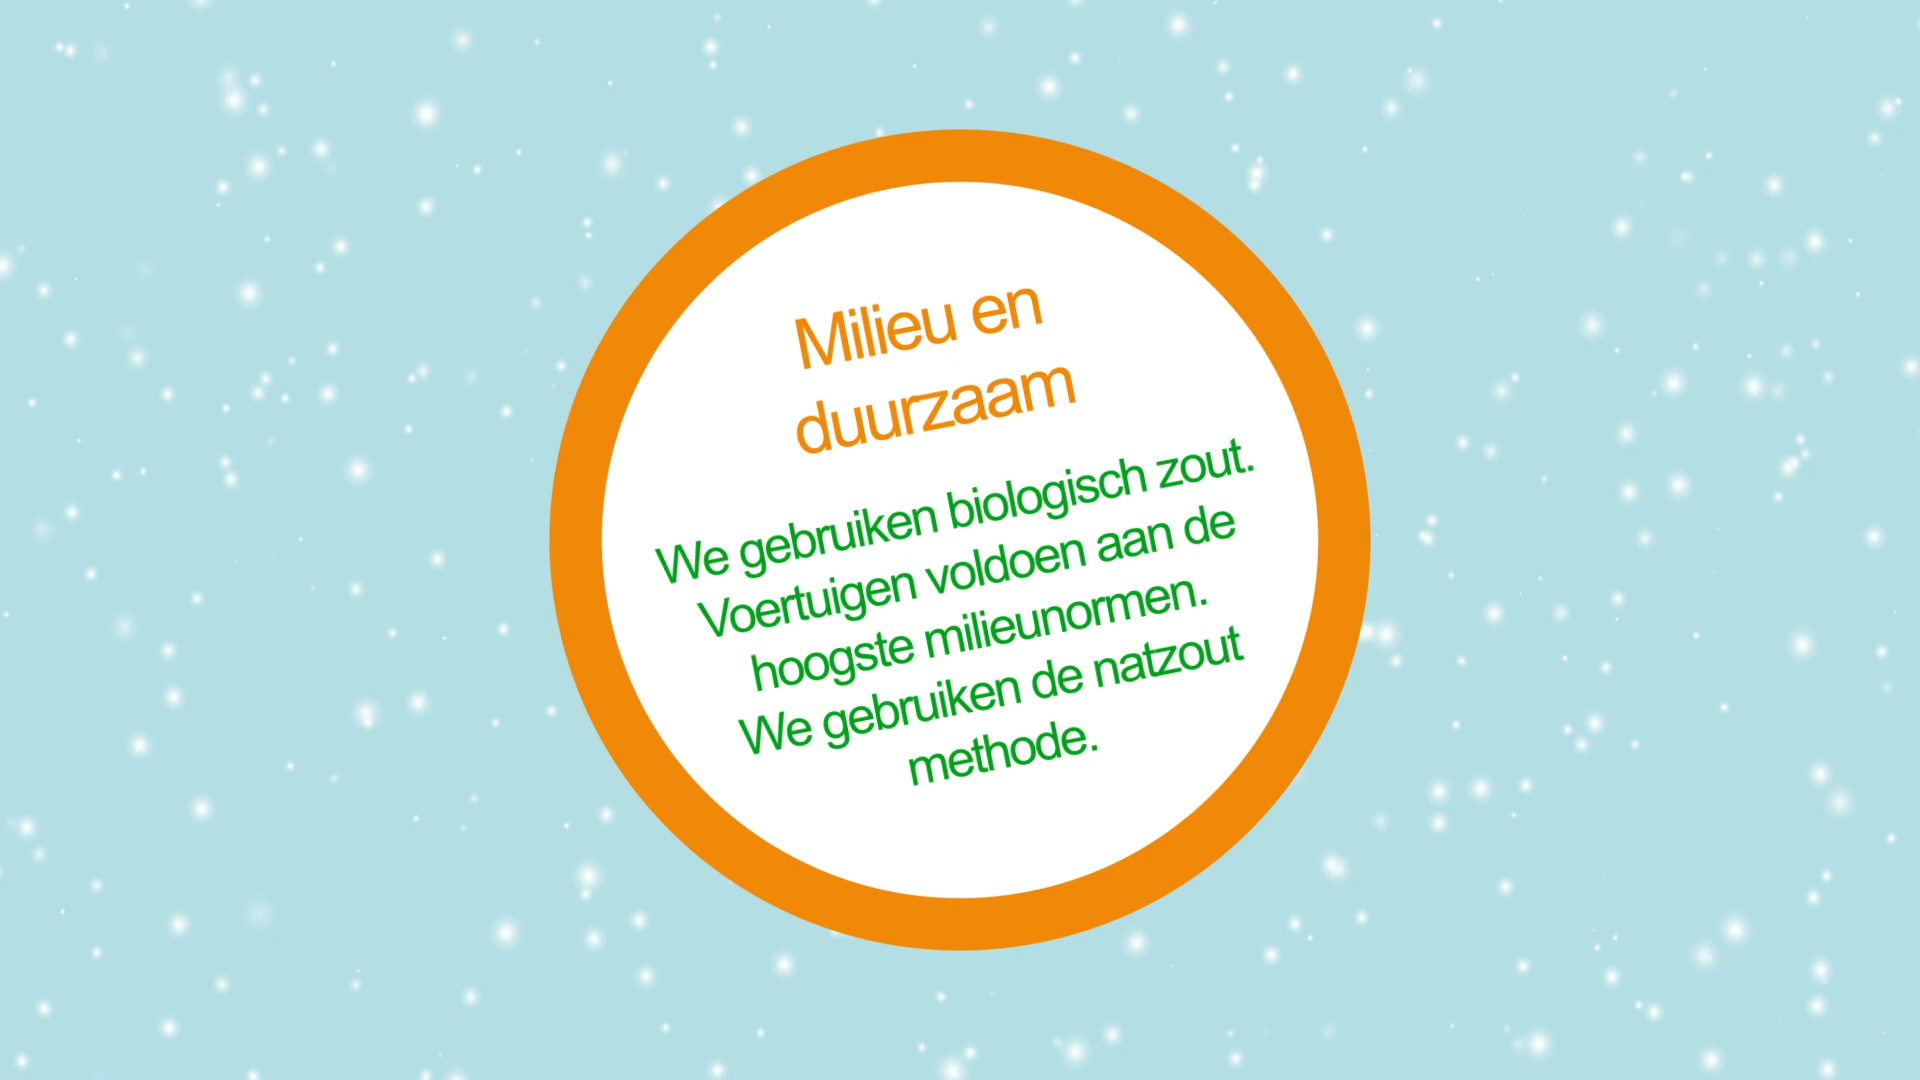 Milieu en
duurzaam
We gebruiken biologisch zout.
Voertuigen voldoen aan de
hoogste milieunormen.
We gebruiken de natzout
methode.